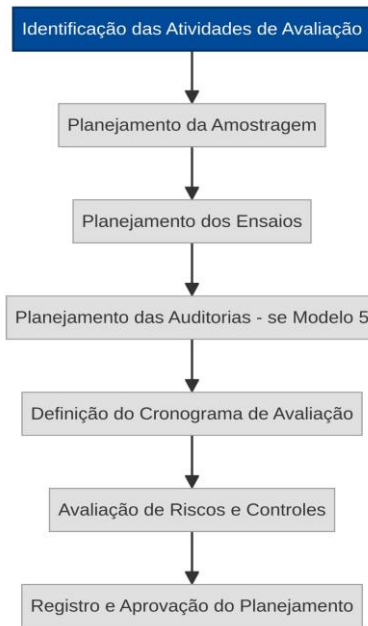 Identificação das Atividades de Avaliação
Planejamento da Amostragem
Planejamento dos Ensaios
Planejamento das Auditorias - se Modelo 5
Definição do Cronograma de Avaliação
Avaliação de Riscos e Controles
Registro e Aprovação do Planejamento